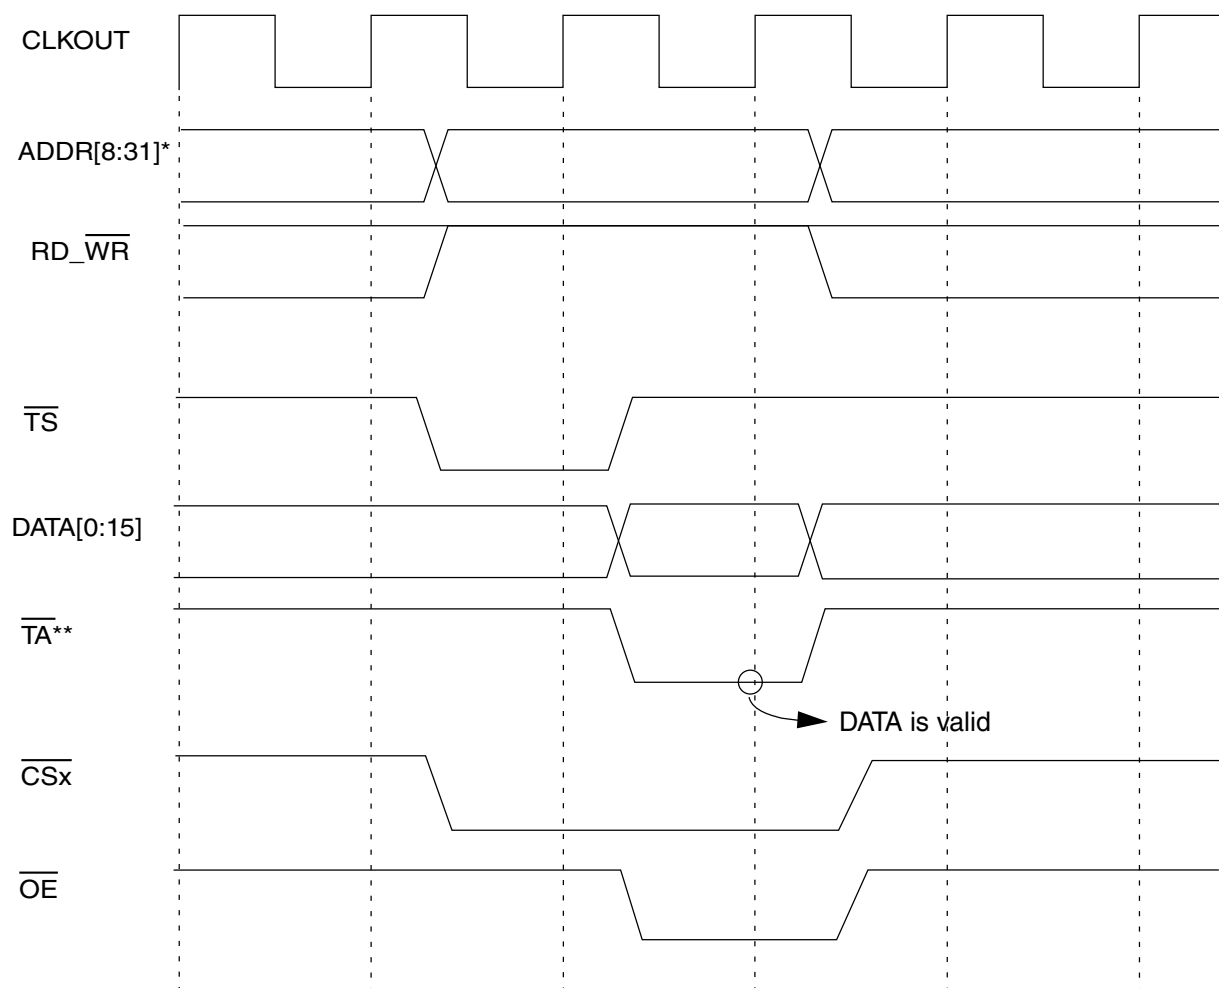 CLKOUT
ADDR[8:31]*
RD_WR
TS
DATA[0:15]
TA**
DATA is valid
CSx
OE